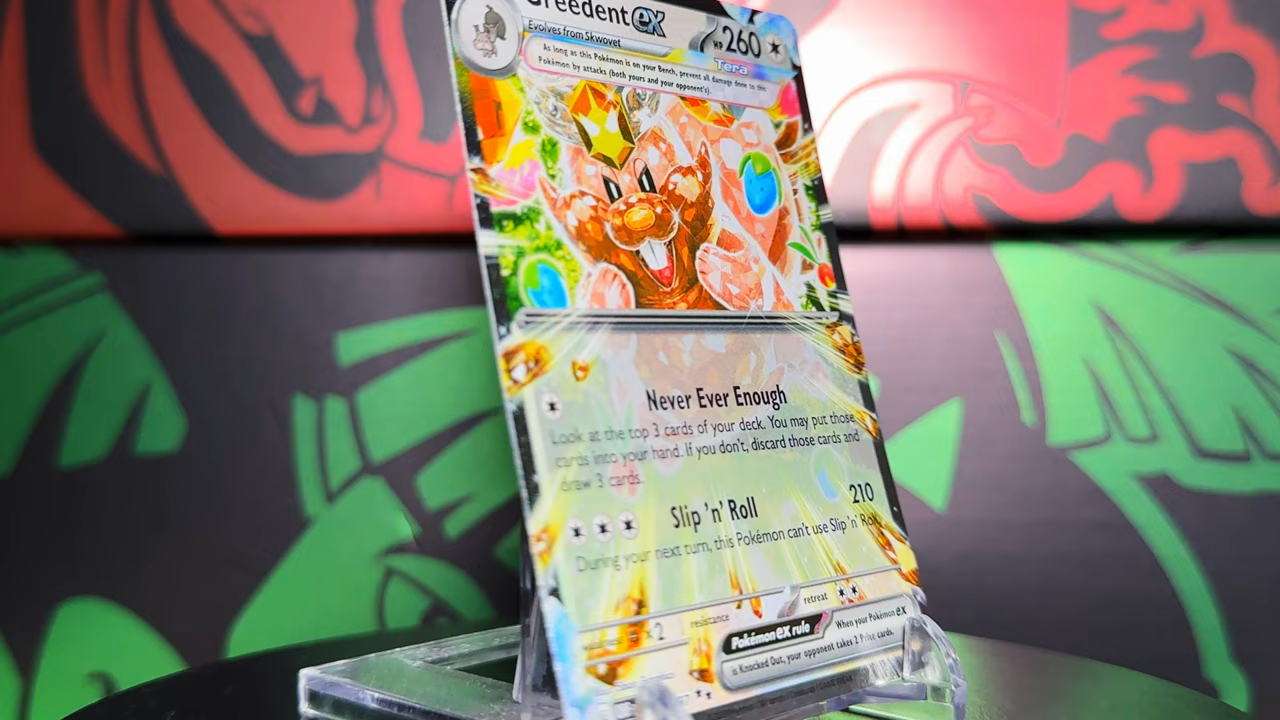 Greedent ex
Evolves from Skwovet
HP 260
Tera
As long as this Pokémon is on your Bench, prevent all damage done to this
Pokémon by attacks (both yours and your opponent's).
Never Ever Enough
Look at the top 3 cards of your deck. You may put those
cards into your hand. If you don't, discard those cards and
draw 3 cards.
Slip 'n' Roll 210
During your next turn, this Pokémon can't use Slip 'n' Roll.
×2
resistance
retreat
Pokémon ex rule
When your Pokémon ex
is Knocked Out, your opponent takes 2 Prize cards.